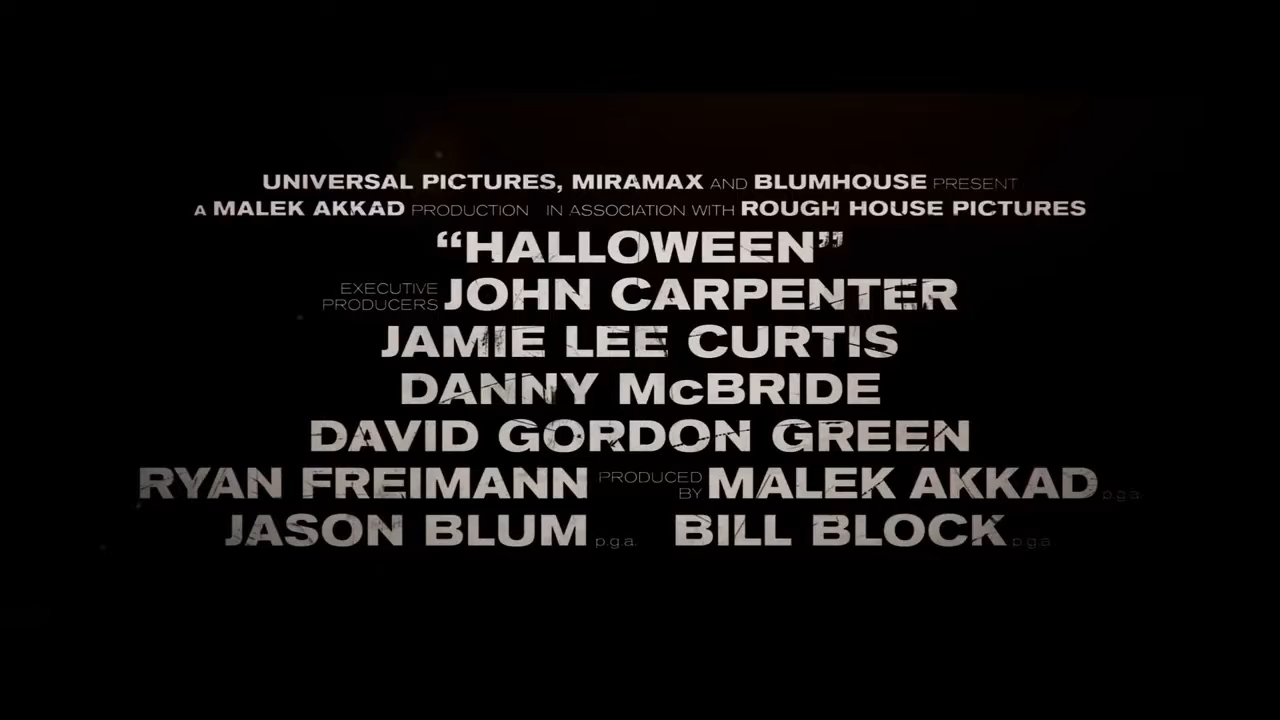 UNIVERSAL PICTURES, MIRAMAX AND BLUMHOUSE PRESENT
A MALEK AKKAD PRODUCTION IN ASSOCIATION WITH ROUGH HOUSE PICTURES
“HALLOWEEN”
EXECUTIVE PRODUCERS JOHN CARPENTER
JAMIE LEE CURTIS
DANNY McBRIDE
DAVID GORDON GREEN
RYAN FREIMANN PRODUCED BY MALEK AKKAD p.g.a.
JASON BLUM p.g.a. BILL BLOCK p.g.a.